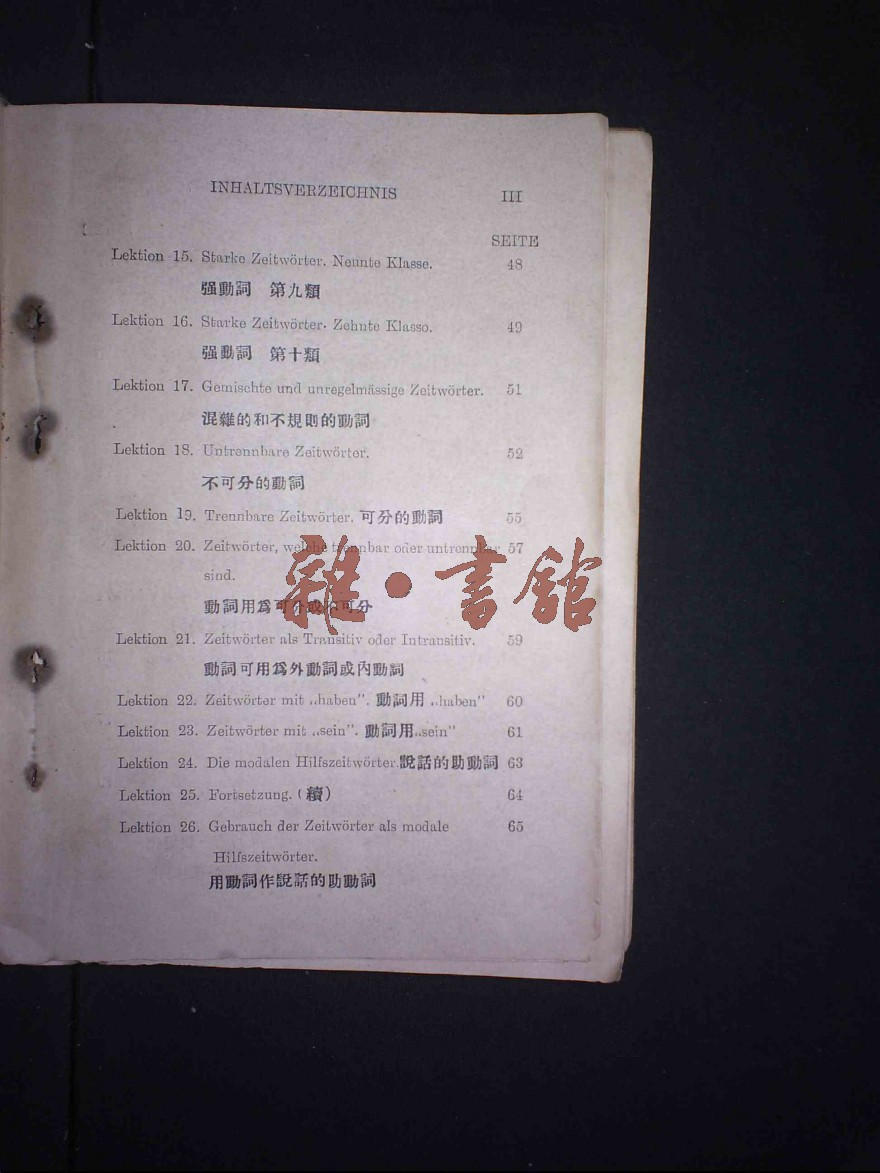 INHALTSVERZEICHNIS III
SEITE
Lektion 15. Starke Zeitwörter. Neunte Klasse. 48
强動詞 第九類
Lektion 16. Starke Zeitwörter. Zehnte Klasse. 49
强動詞 第十類
Lektion 17. Gemischte und unregelmässige Zeitwörter. 51
混雜的和不規則的動詞
Lektion 18. Untrennbare Zeitwörter. 52
不可分的動詞
Lektion 19. Trennbare Zeitwörter. 可分的動詞 55
Lektion 20. Zeitwörter, welche trennbar oder untrennbar 57
sind.
動詞用爲可分或不可分
Lektion 21. Zeitwörter als Transitiv oder Intransitiv. 59
動詞可用爲外動詞或內動詞
Lektion 22. Zeitwörter mit „haben". 動詞用 „haben" 60
Lektion 23. Zeitwörter mit „sein". 動詞用 „sein" 61
Lektion 24. Die modalen Hilfszeitwörter. 說話的助動詞 63
Lektion 25. Fortsetzung. (續) 64
Lektion 26. Gebrauch der Zeitwörter als modale 65
Hilfszeitwörter.
用動詞作說話的助動詞
雜·書館